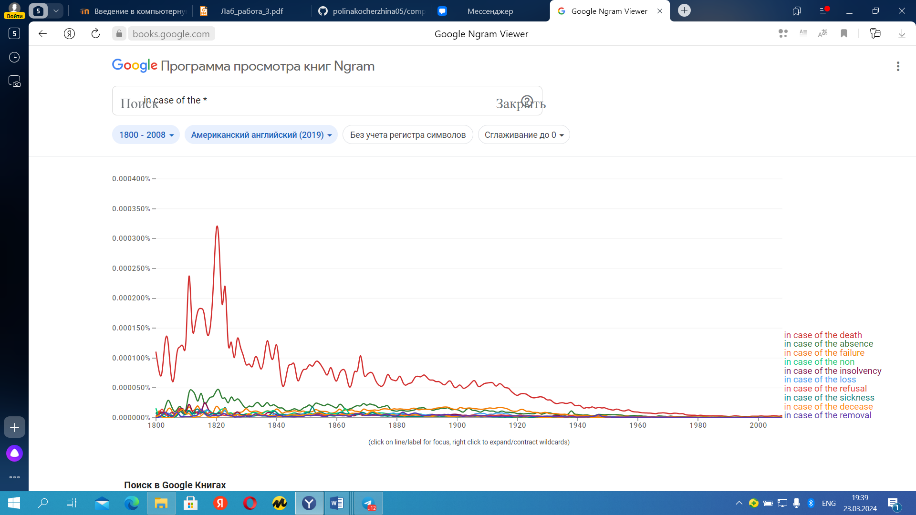 5
Введение в компьютерну
Лаб_работа_3.pdf
polinakocherzhina05/comp
Мессенджер
Google Ngram Viewer
Войти
5
books.google.com
Google Ngram Viewer
Google Программа просмотра книг Ngram
Поиск
in case of the *
Закрыть
1800 - 2008
Американский английский (2019)
Без учета регистра символов
Сглаживание до 0
0.000400%
0.000350%
0.000300%
0.000250%
0.000200%
0.000150%
0.000100%
0.000050%
0.000000%
in case of the death
in case of the absence
in case of the failure
in case of the non
in case of the insolvency
in case of the loss
in case of the refusal
in case of the sickness
in case of the decease
in case of the removal
1800 1820 1840 1860 1880 1900 1920 1940 1960 1980 2000
(click on line/label for focus, right click to expand/contract wildcards)
Поиск в Google Книгах
ENG
19:39
23.03.2024